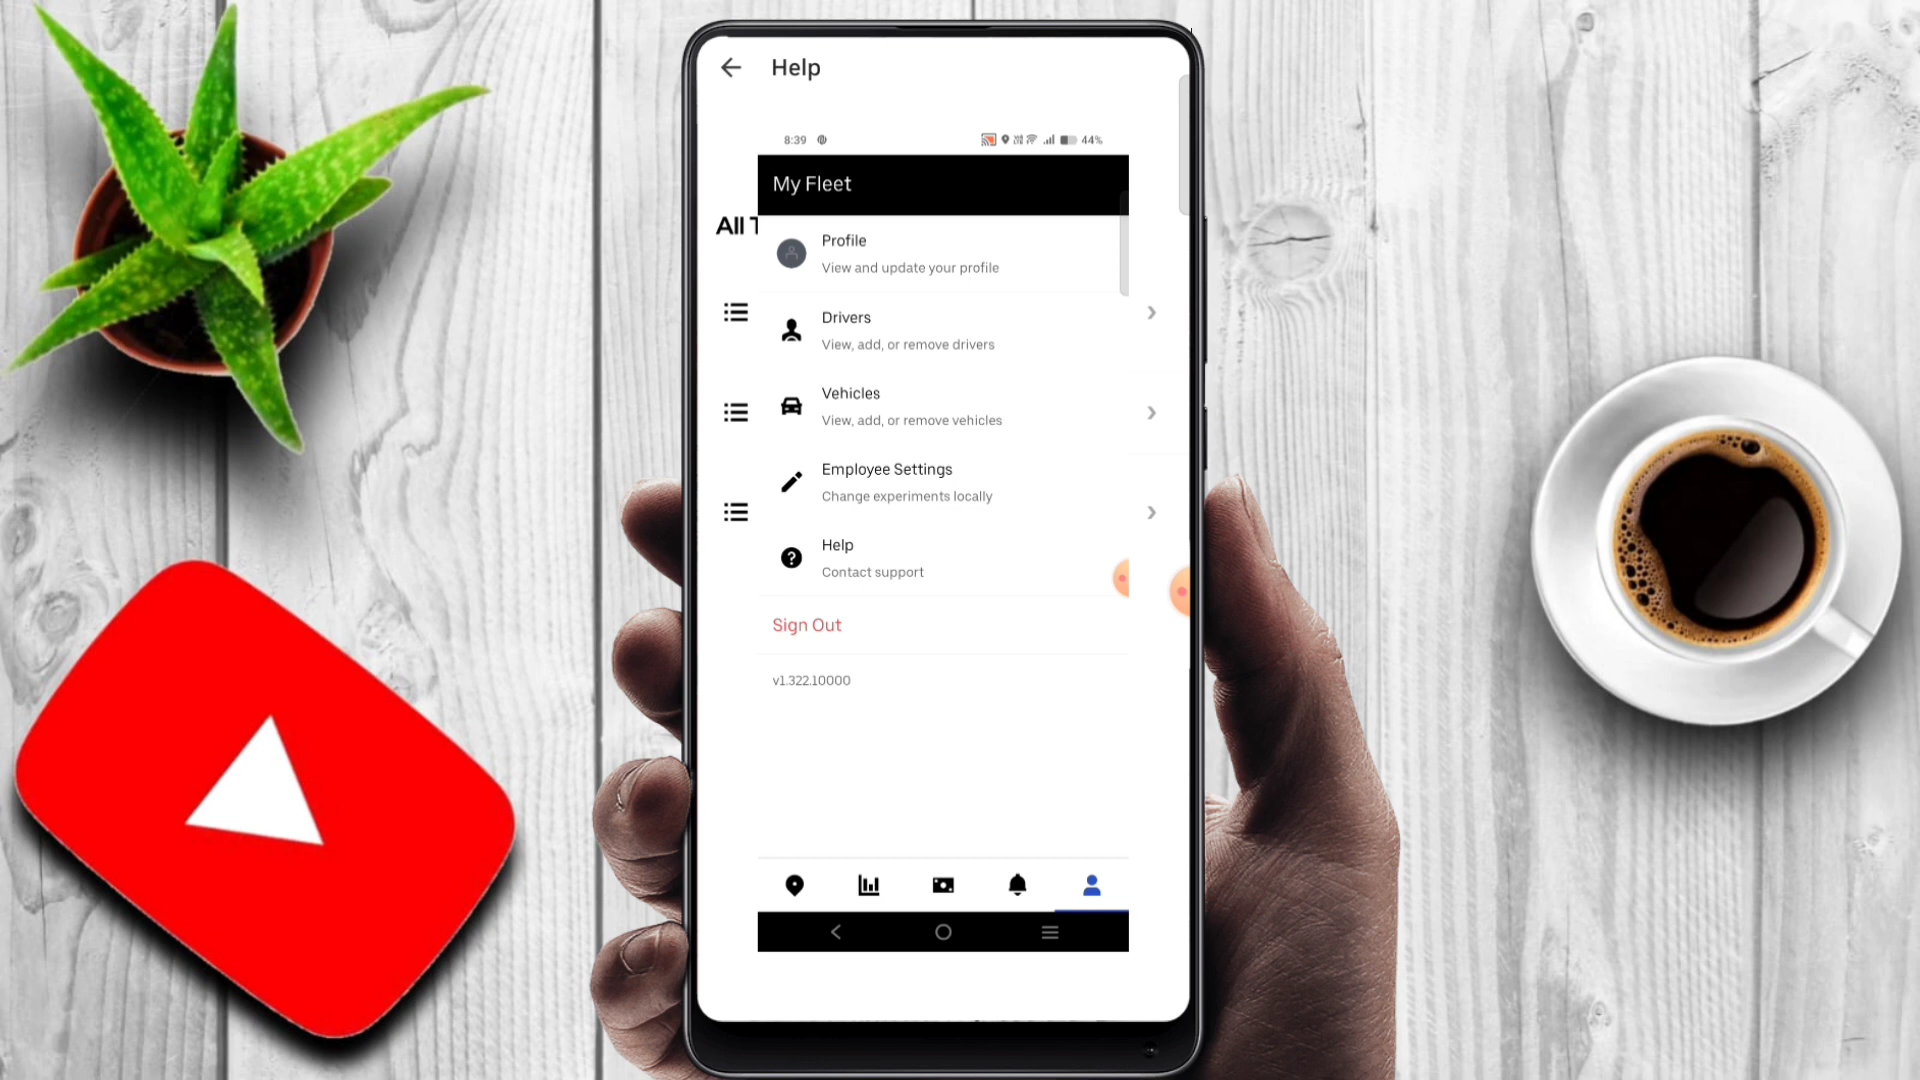 Help
8:39
44%
My Fleet
All
Profile
View and update your profile
Drivers
View, add, or remove drivers
Vehicles
View, add, or remove vehicles
Employee Settings
Change experiments locally
Help
Contact support
Sign Out
v1.322.10000